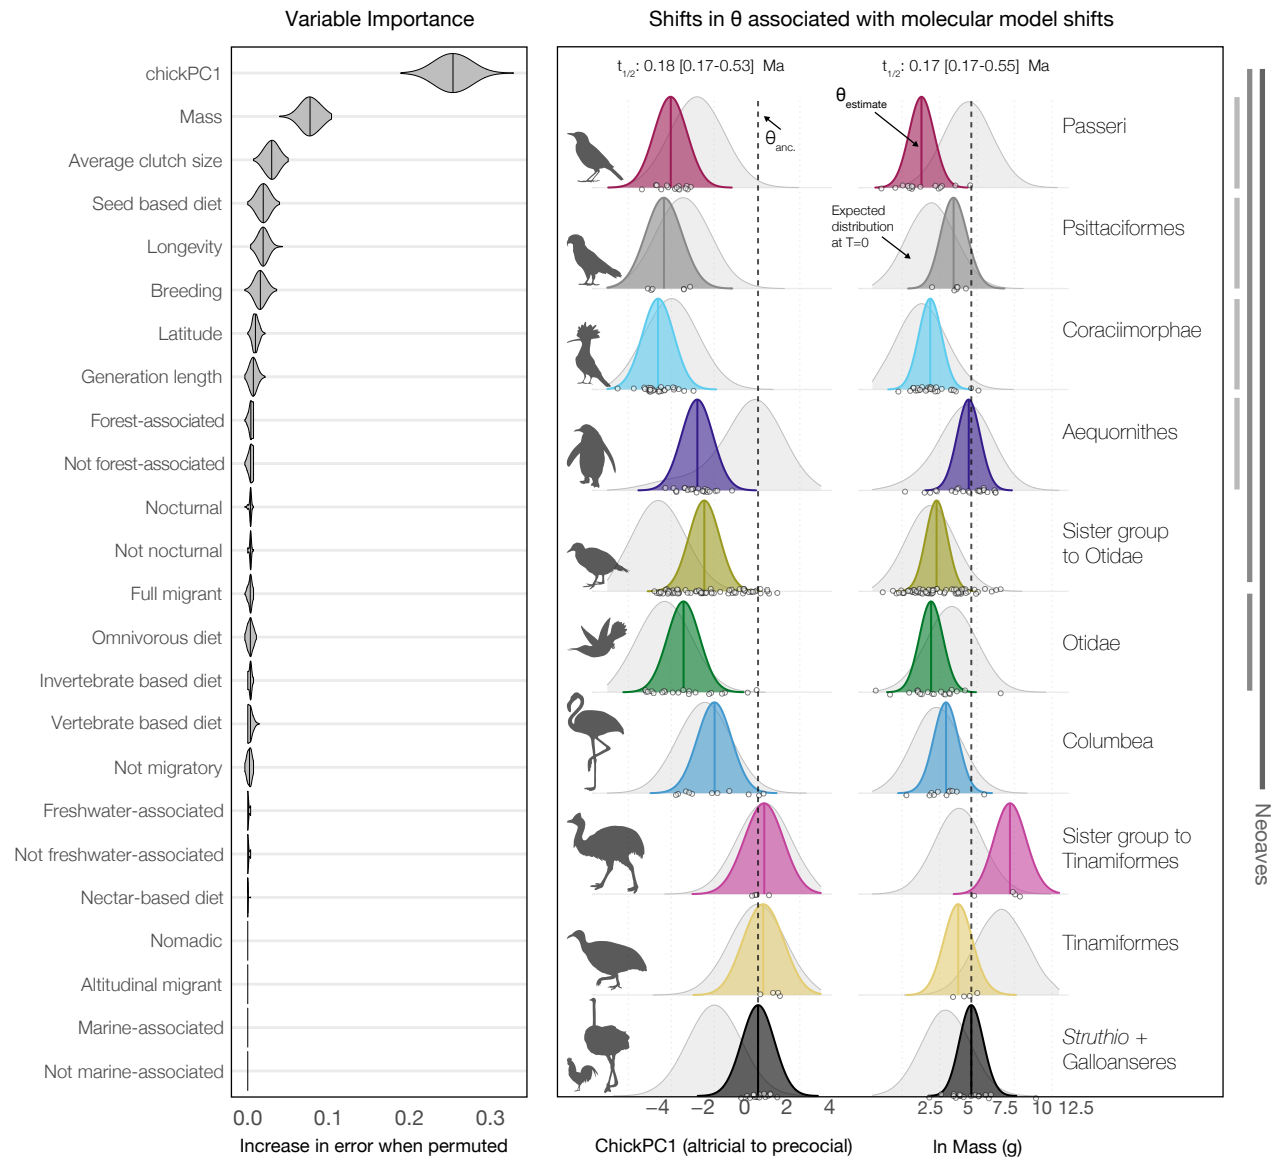 Variable Importance
Shifts in θ associated with molecular model shifts
chickPC1
Mass
Average clutch size
Seed based diet
Longevity
Breeding
Latitude
Generation length
Forest-associated
Not forest-associated
Nocturnal
Not nocturnal
Full migrant
Omnivorous diet
Invertebrate based diet
Vertebrate based diet
Not migratory
Freshwater-associated
Not freshwater-associated
Nectar-based diet
Nomadic
Altitudinal migrant
Marine-associated
Not marine-associated
0.0 0.1 0.2 0.3
Increase in error when permuted
t1/2: 0.18 [0.17-0.53] Ma
t1/2: 0.17 [0.17-0.55] Ma
θanc.
θestimate
Expected
distribution
at T=0
Passeri
Psittaciformes
Coraciimorphae
Aequornithes
Sister group
to Otidae
Otidae
Columbea
Sister group to
Tinamiformes
Tinamiformes
Struthio +
Galloanseres
Neoaves
−4 −2 0 2 4
2.5 5 7.5 10 12.5
ChickPC1 (altricial to precocial)
ln Mass (g)